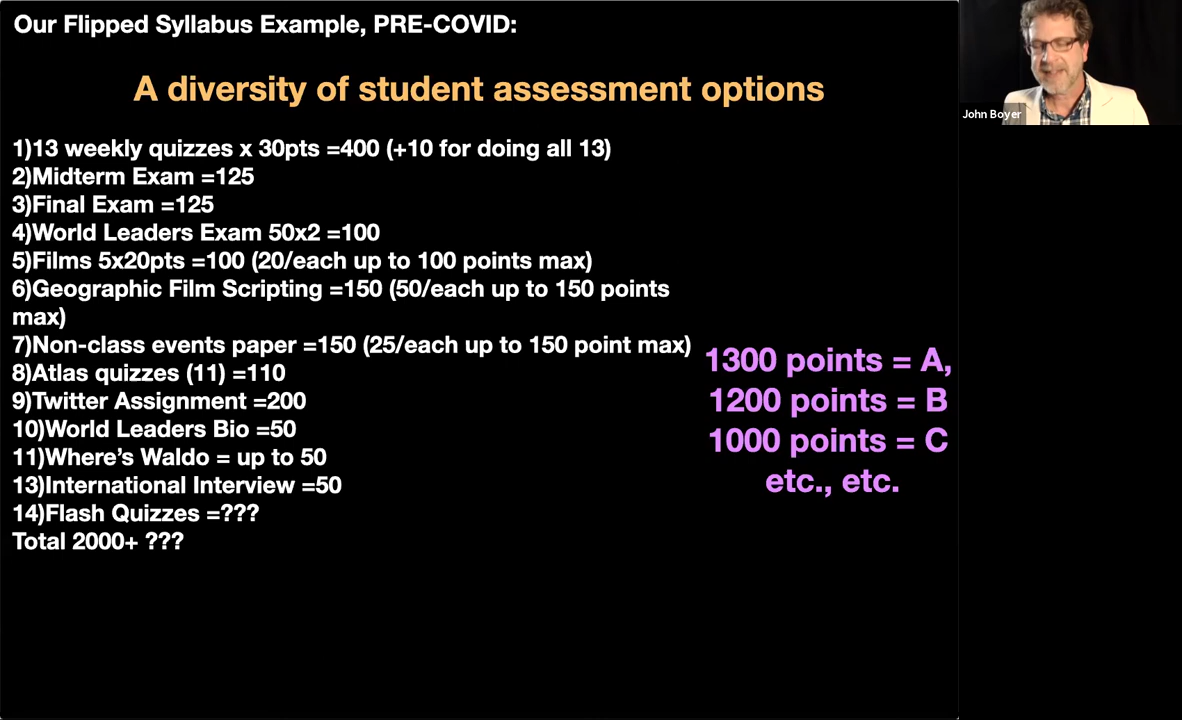 Our Flipped Syllabus Example, PRE-COVID:
A diversity of student assessment options
1)13 weekly quizzes x 30pts =400 (+10 for doing all 13)
2)Midterm Exam =125
3)Final Exam =125
4)World Leaders Exam 50x2 =100
5)Films 5x20pts =100 (20/each up to 100 points max)
6)Geographic Film Scripting =150 (50/each up to 150 points
max)
7)Non-class events paper =150 (25/each up to 150 point max)
8)Atlas quizzes (11) =110
9)Twitter Assignment =200
10)World Leaders Bio =50
11)Where’s Waldo = up to 50
13)International Interview =50
14)Flash Quizzes =???
Total 2000+ ???
1300 points = A,
1200 points = B
1000 points = C
etc., etc.
John Boyer